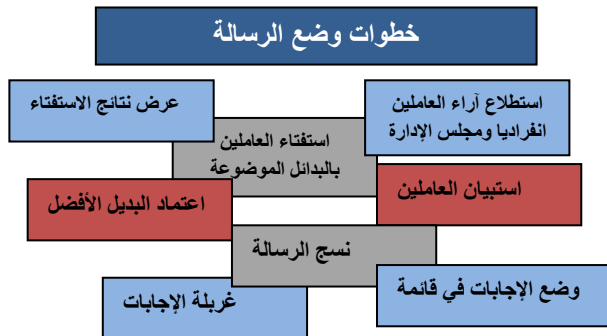 خطوات وضع الرسالة
استطلاع آراء العاملين
انفراديا ومجلس الإدارة
عرض نتائج الاستفتاء
استفتاء العاملين
بالبدائل الموضوعة
استبيان العاملين
اعتماد البديل الأفضل
نسج الرسالة
وضع الإجابات في قائمة
غربلة الإجابات